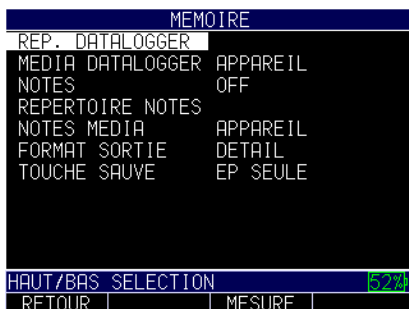 MEMOIRE
REP. DATALOGGER
MEDIA DATALOGGER APPAREIL
NOTES OFF
REPERTOIRE NOTES
NOTES MEDIA APPAREIL
FORMAT SORTIE DETAIL
TOUCHE SAUVE EP SEULE
HAUT/BAS SELECTION 52%
RETOUR MESURE